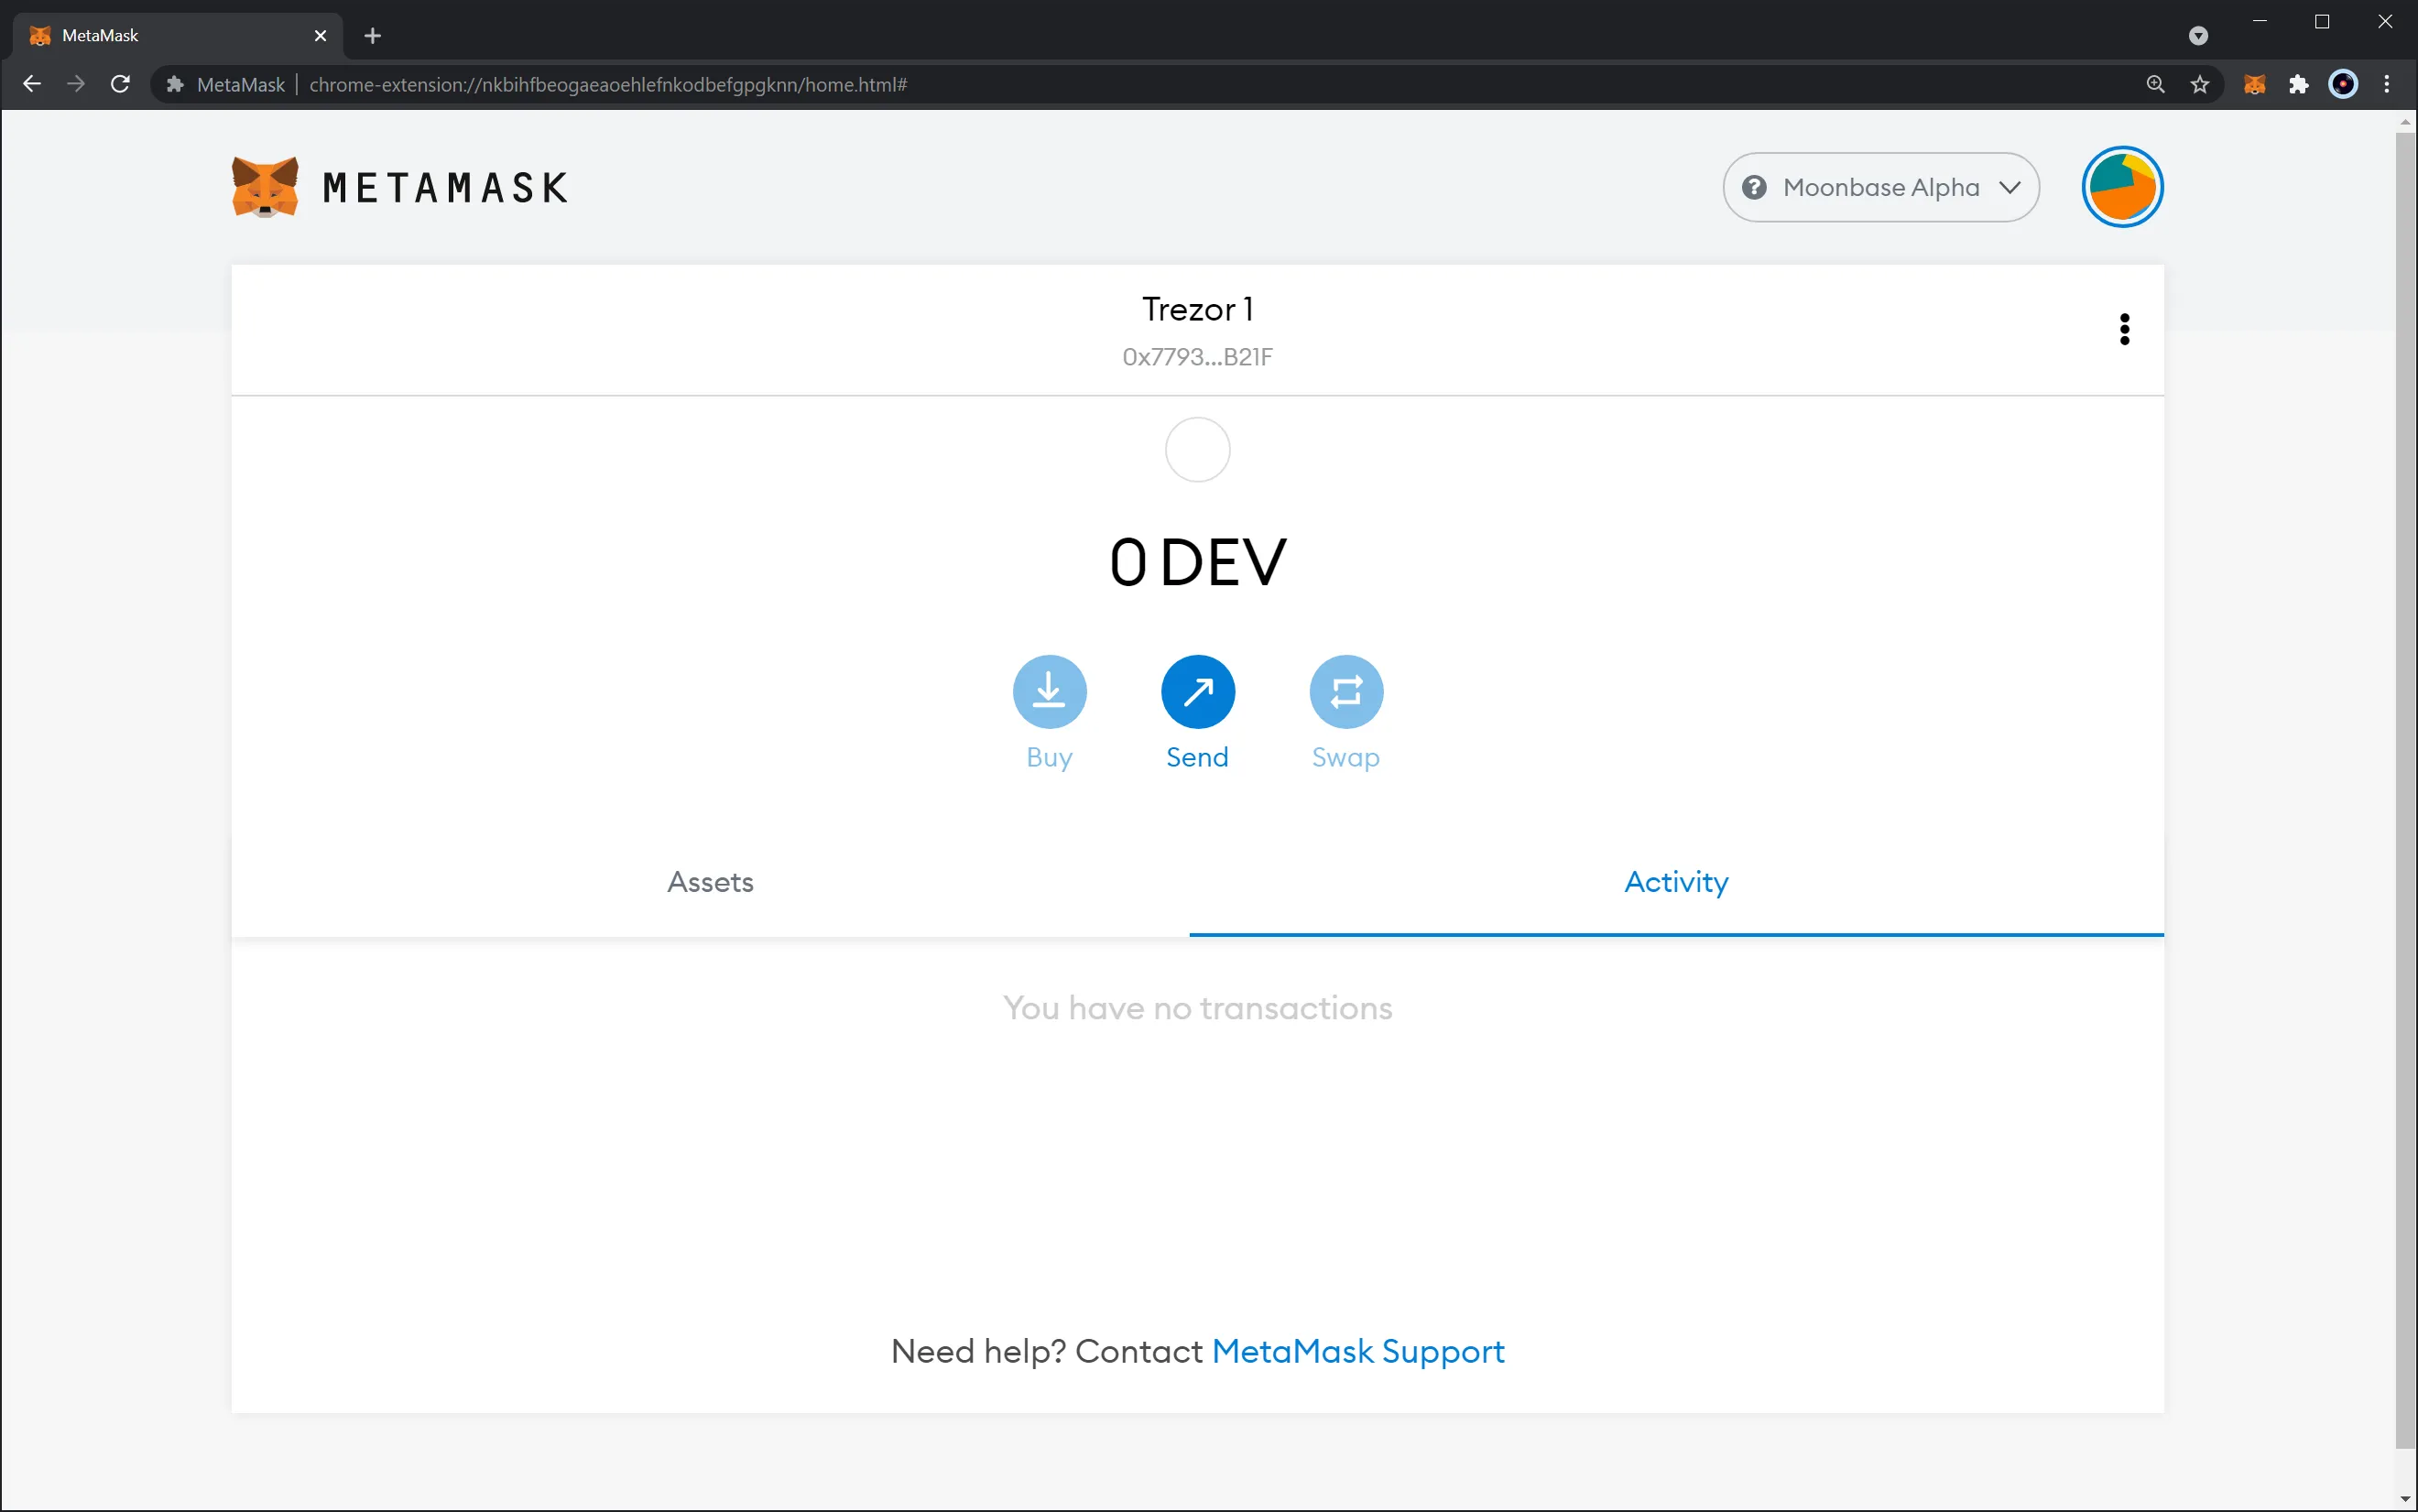 MetaMask
MetaMask | chrome-extension://nkbihfbeogaeaoehlefnkodbefgpgknn/home.html#
METAMASK
? Moonbase Alpha
Trezor 1
0x7793...B21F
0 DEV
Buy Send Swap
Assets Activity
You have no transactions
Need help? Contact MetaMask Support